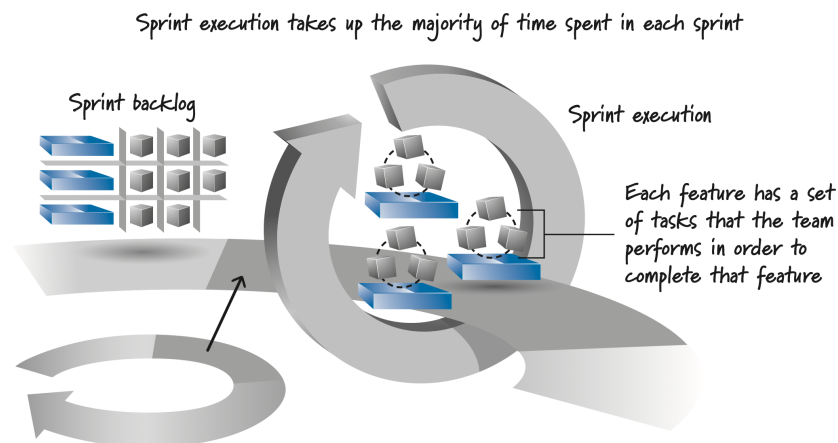 Sprint execution takes up the majority of time spent in each sprint
Sprint backlog
Sprint execution
Each feature has a set
of tasks that the team
performs in order to
complete that feature